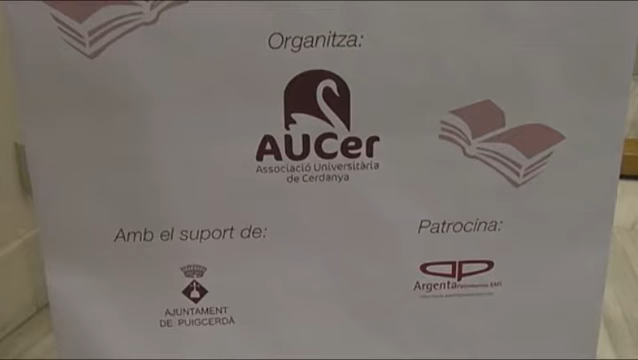 Organitza:
AUCer
Associació Universitària
de Cerdanya
Amb el suport de:
Patrocina:
AJUNTAMENT
DE PUIGCERDÀ
Argenta